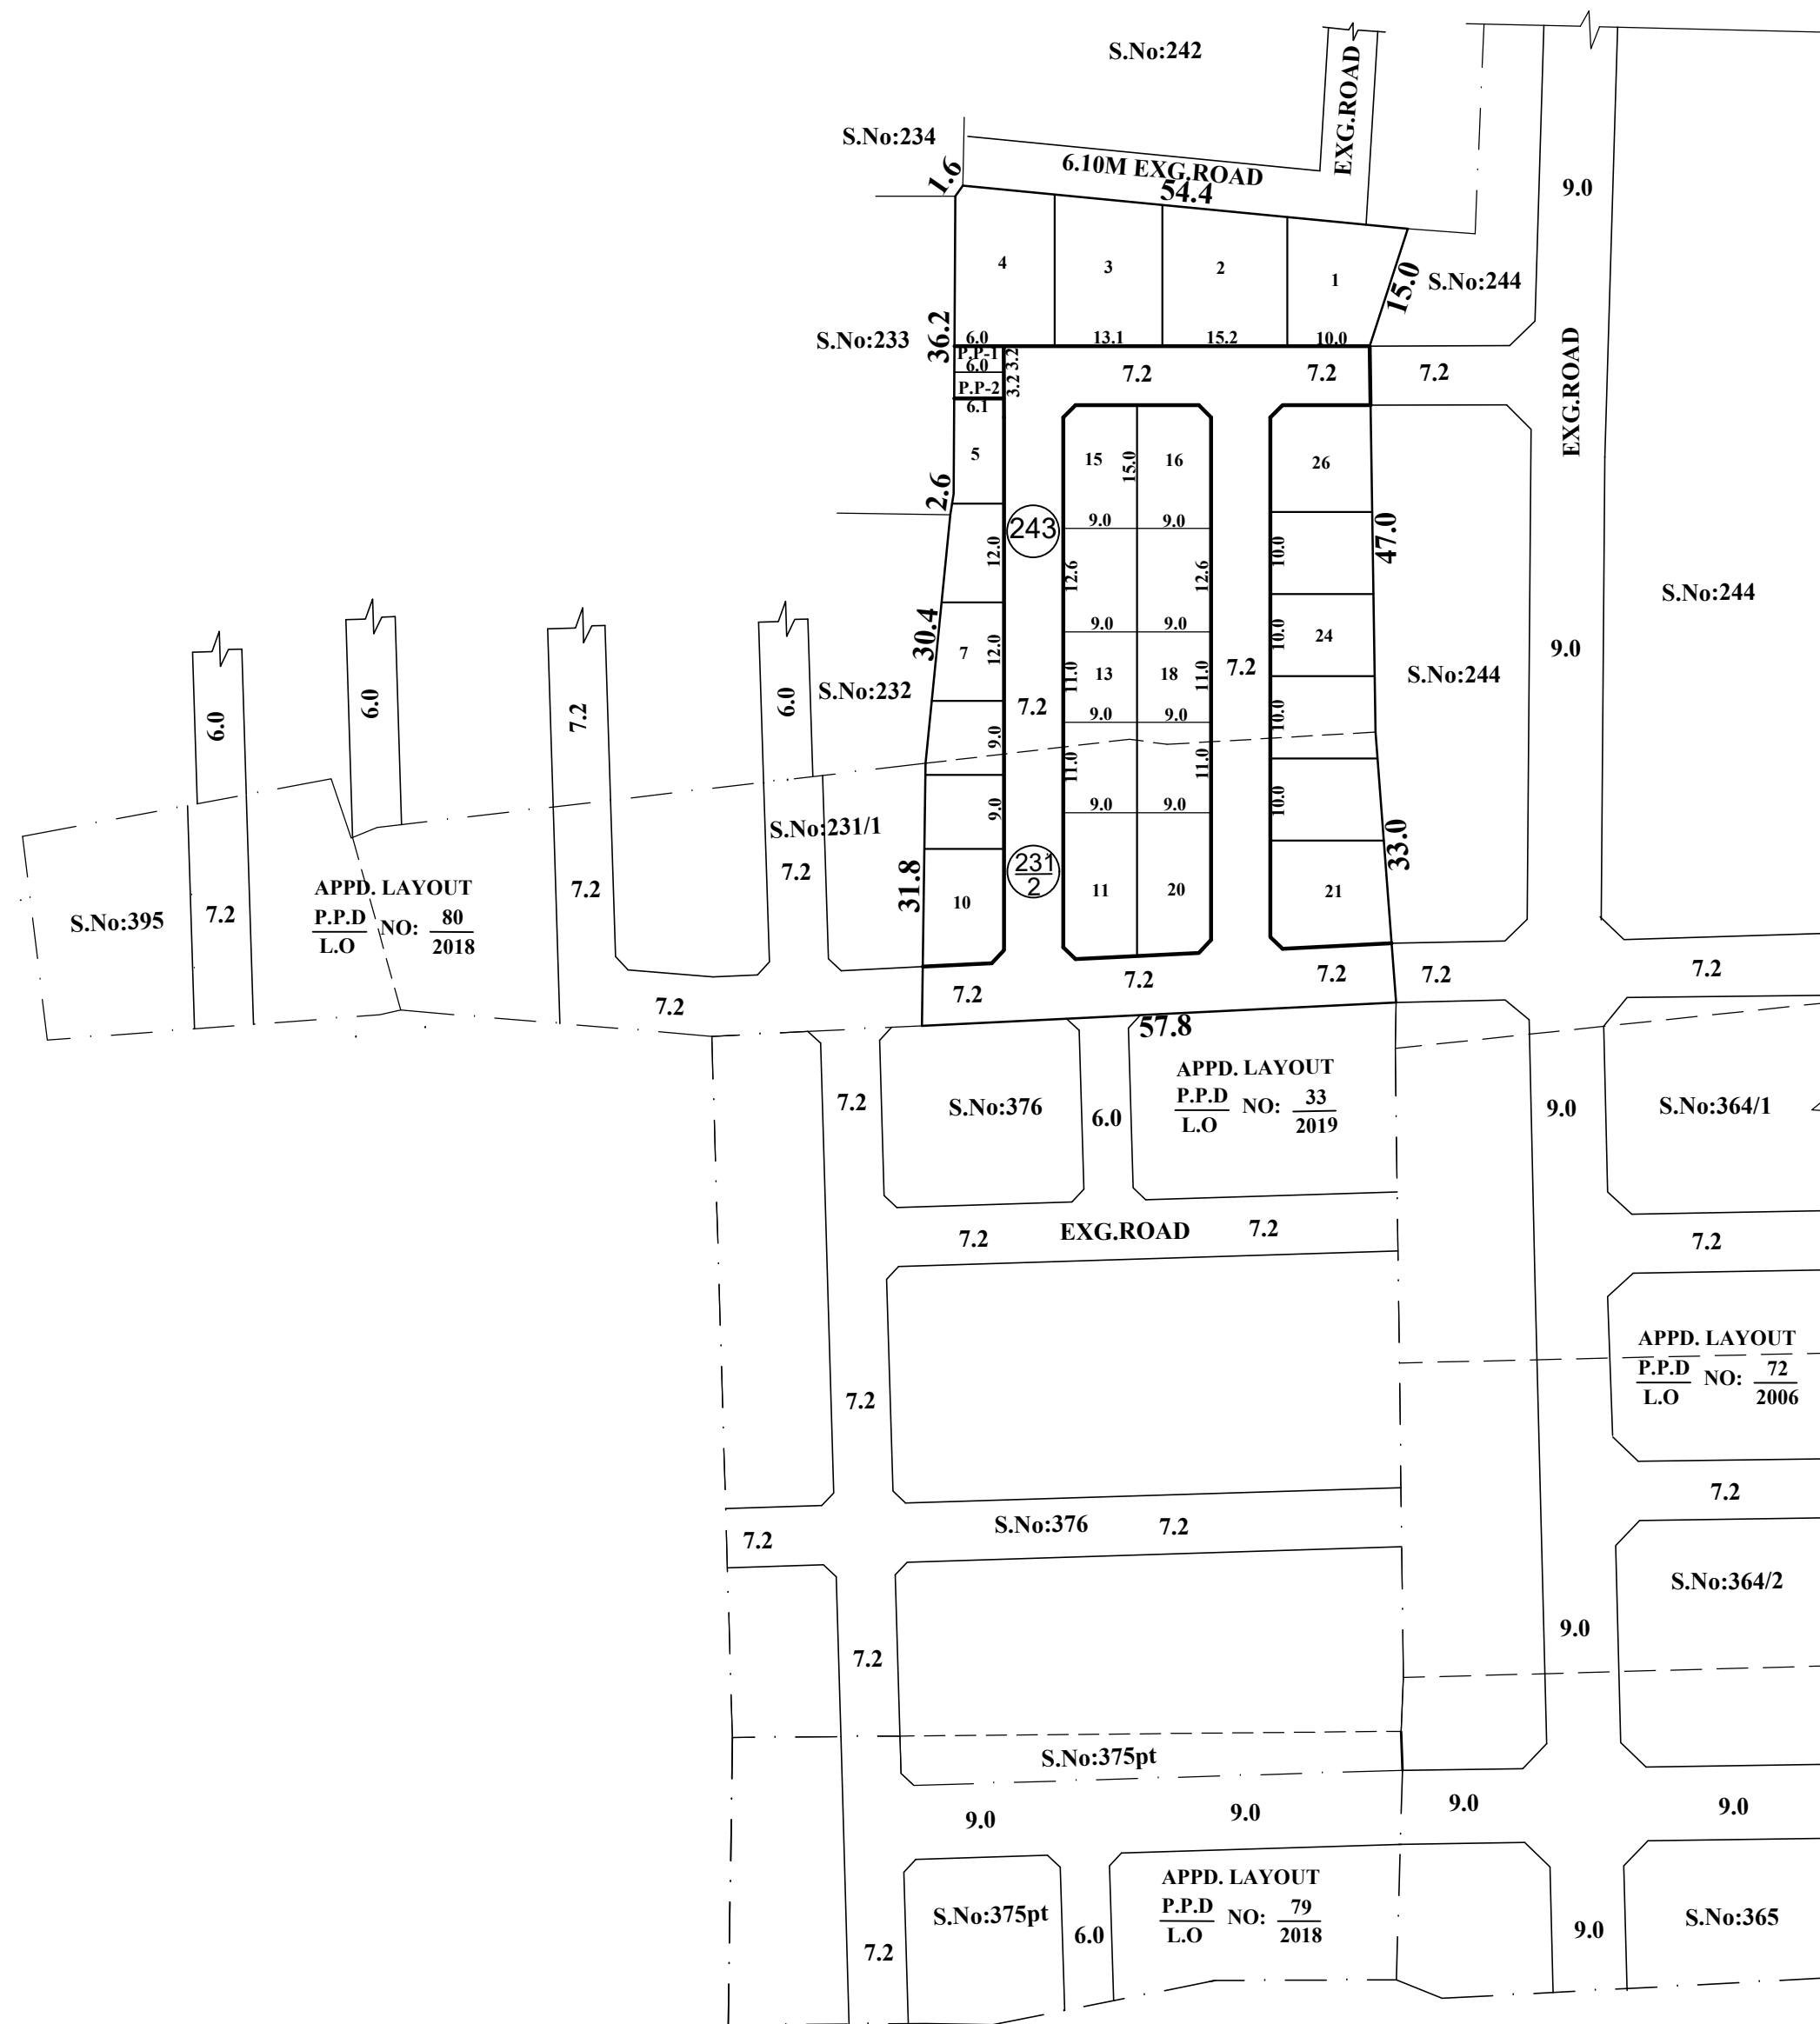 S.No:242
EXG.ROAD
S.No:234
6.10M EXG.ROAD
1.6
54.4
9.0
4
3
2
1
15.0
S.No:244
S.No:233
36.2
6.0
13.1
15.2
10.0
P.P-1
3.2
6.0
P.P-2
3.2
6.1
7.2
7.2
7.2
EXG.ROAD
5
15
15.0
16
26
2.6
243
9.0
9.0
47.0
12.0
12.6
12.6
10.0
S.No:244
30.4
7
12.0
9.0
9.0
10.0
24
13
18
11.0
11.0
7.2
9.0
S.No:244
6.0
6.0
7.2
6.0
S.No:232
7.2
9.0
9.0
10.0
9.0
11.0
11.0
9.0
9.0
9.0
10.0
S.No:231/1
7.2
33.0
31.8
231
2
10
11
20
21
S.No:395
7.2
APPD. LAYOUT
P.P.D NO: 80
L.O 2018
7.2
7.2
7.2
7.2
7.2
7.2
7.2
57.8
7.2
S.No:376
6.0
APPD. LAYOUT
P.P.D NO: 33
L.O 2019
9.0
S.No:364/1
7.2
EXG.ROAD
7.2
7.2
APPD. LAYOUT
P.P.D NO: 72
L.O 2006
7.2
7.2
7.2
S.No:376
7.2
S.No:364/2
9.0
7.2
S.No:375pt
9.0
9.0
9.0
9.0
S.No:375pt
6.0
APPD. LAYOUT
P.P.D NO: 79
L.O 2018
7.2
9.0
S.No:365